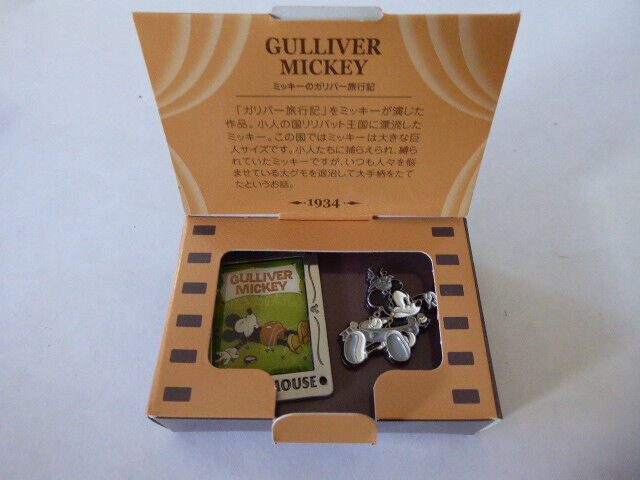 GULLIVER
MICKEY
ミッキーのガリバー旅行記
「ガリバー旅行記」をミッキーが演じた
作品。小人の国リリパット王国に漂流した
ミッキー。この国ではミッキーは大きな巨
人サイズです。小人たちに捕らえられ、縛ら
れていたミッキーですが、いつも人々を悩
ませている大グモを退治して大手柄をたて
たというお話。
1934
GULLIVER
MICKEY
MOUSE